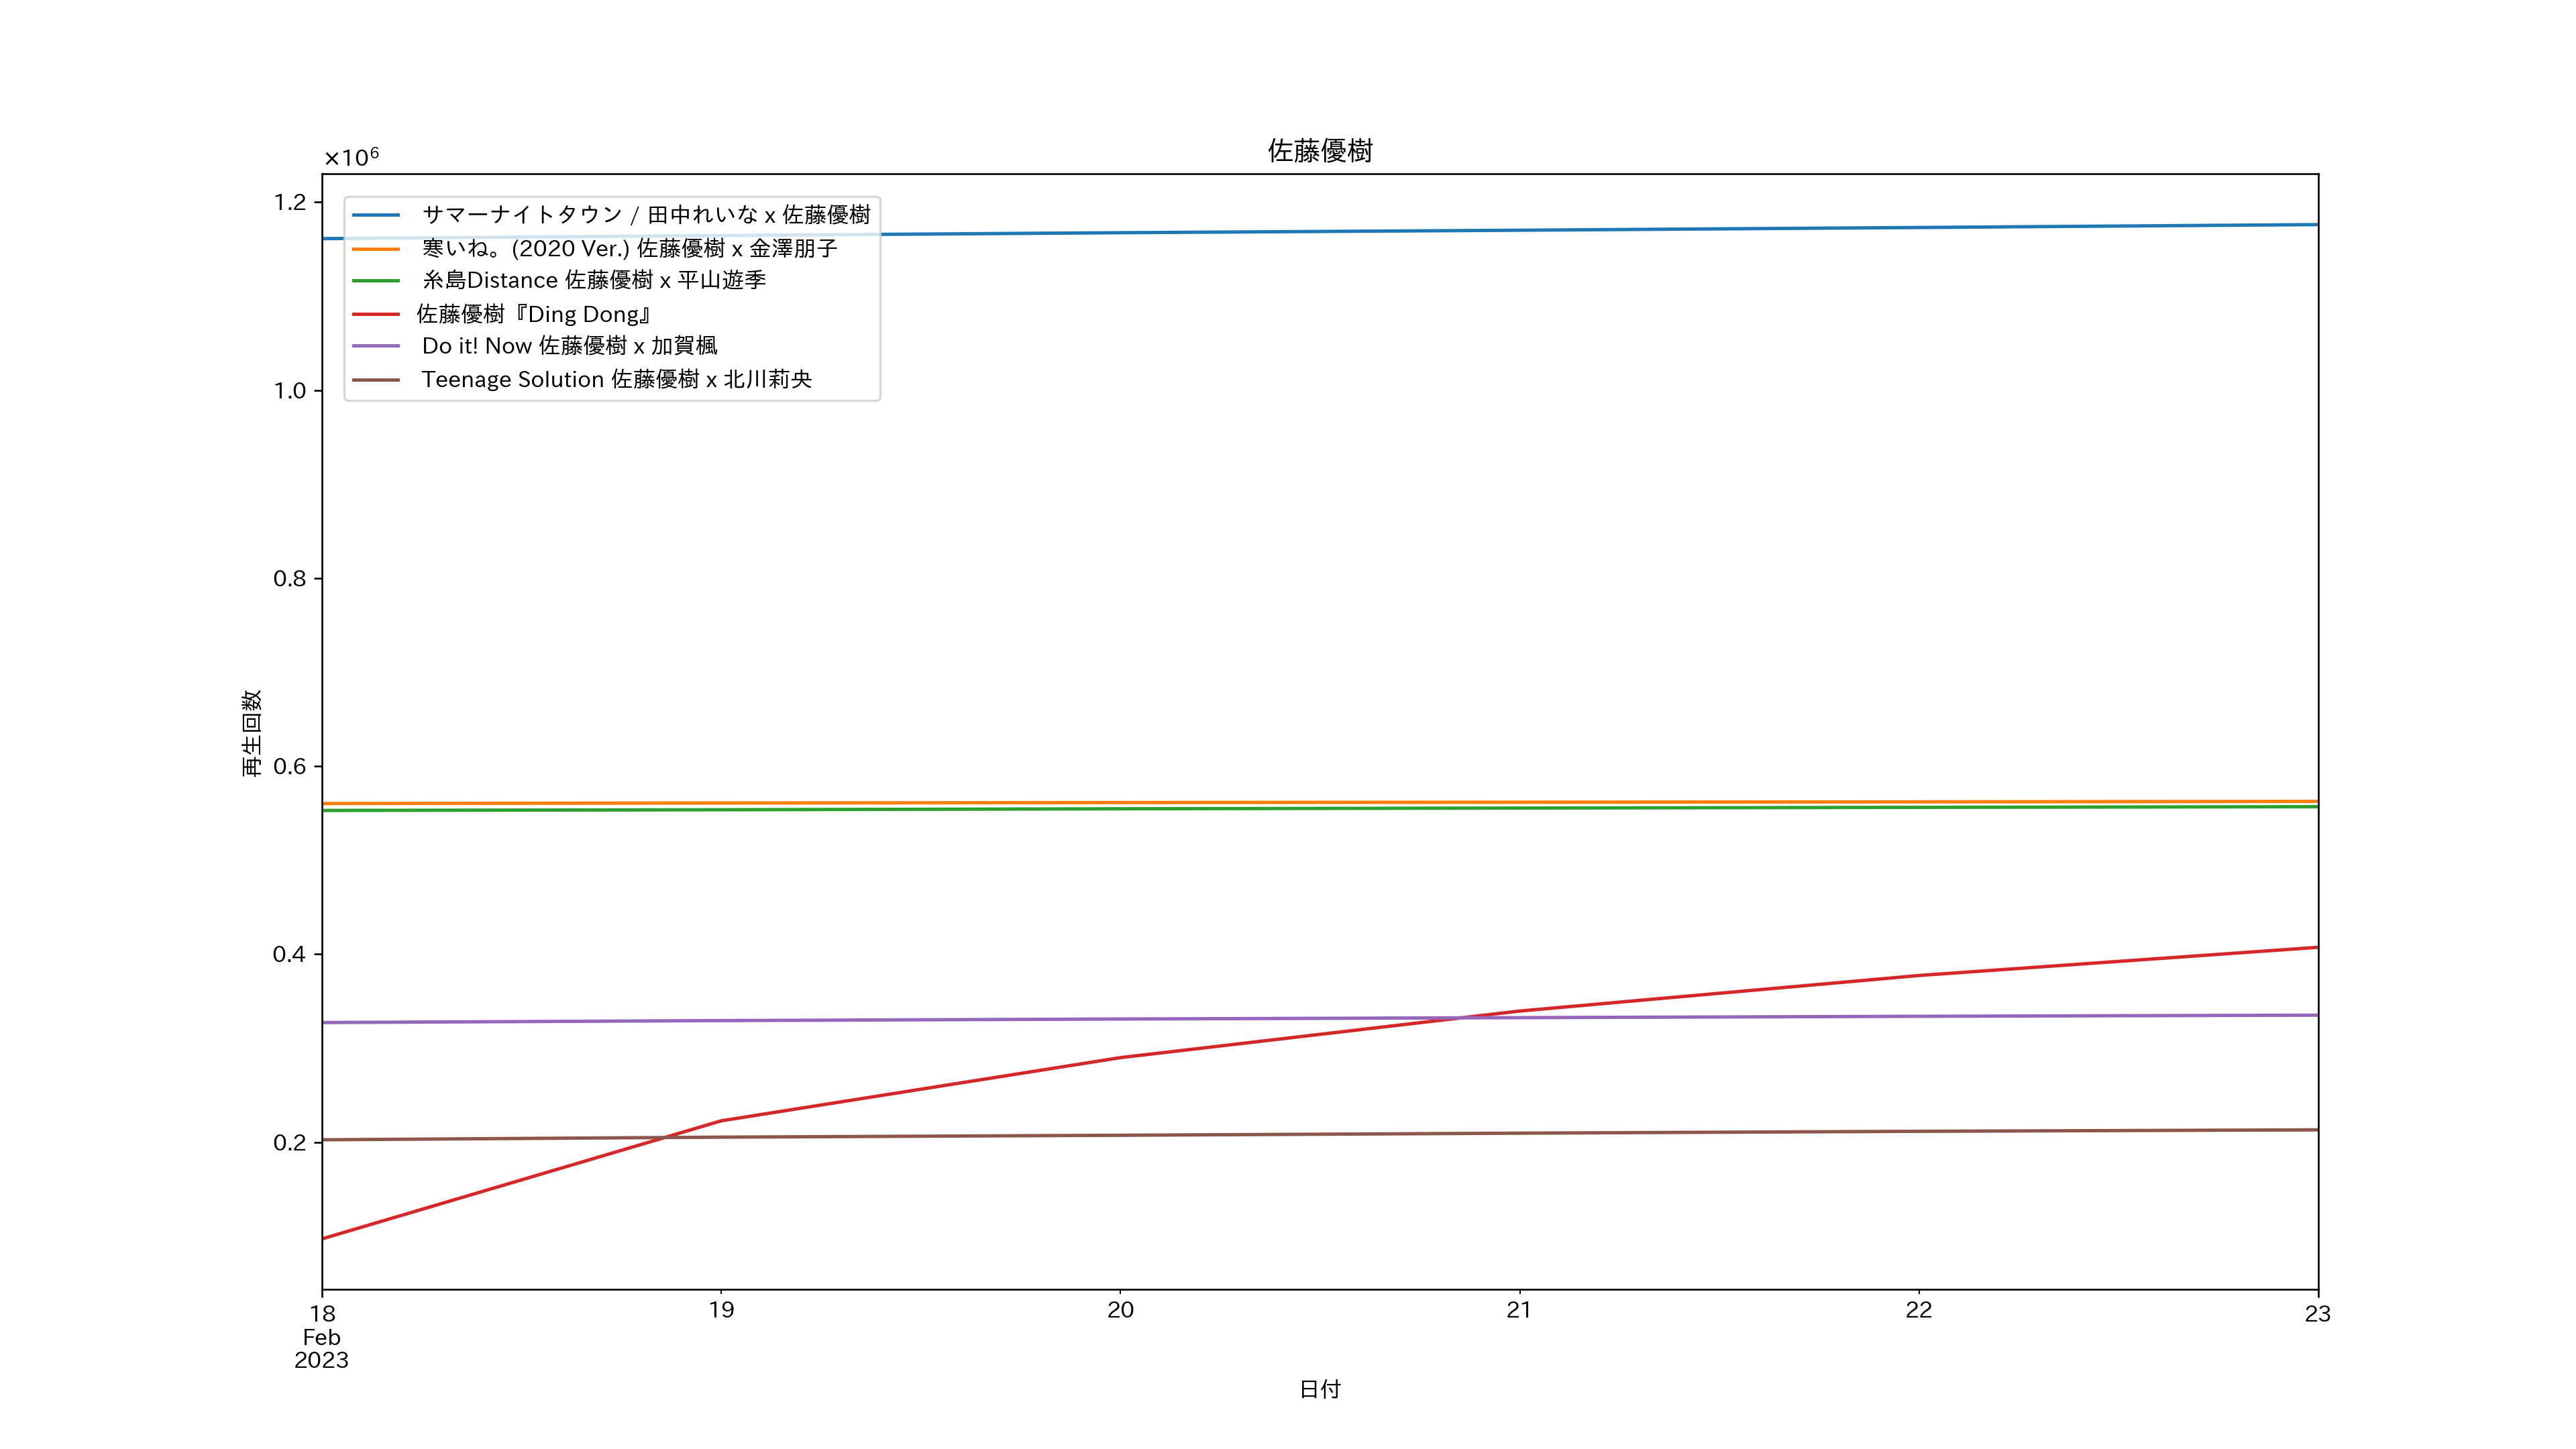 佐藤優樹
×10⁶
1.2
1.0
0.8
0.6
0.4
0.2
再生回数
サマーナイトタウン / 田中れいな x 佐藤優樹
寒いね。(2020 Ver.) 佐藤優樹 x 金澤朋子
糸島Distance 佐藤優樹 x 平山遊季
佐藤優樹『Ding Dong』
Do it! Now 佐藤優樹 x 加賀楓
Teenage Solution 佐藤優樹 x 北川莉央
18 19 20 21 22 23
Feb
2023
日付